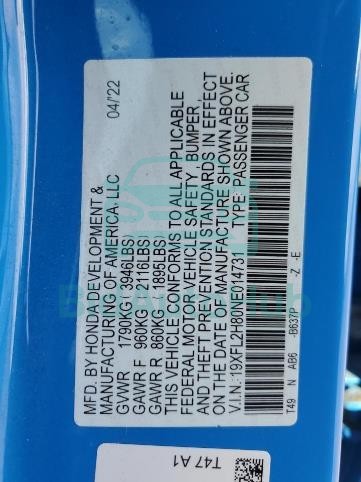 MFD. BY HONDA DEVELOPMENT & 04/'22
MANUFACTURING OF AMERICA, LLC
GVWR 1790KG( 3946LBS)
GAWR F 960KG( 2116LBS)
GAWR R 860KG( 1895LBS)
THIS VEHICLE CONFORMS TO ALL APPLICABLE
FEDERAL MOTOR VEHICLE SAFETY, BUMPER,
AND THEFT PREVENTION STANDARDS IN EFFECT
ON THE DATE OF MANUFACTURE SHOWN ABOVE.
V.I.N.: 19XFL2H80NE014731 TYPE: PASSENGER CAR
T49 N AB6 -B637P -Z -E
T47 A1